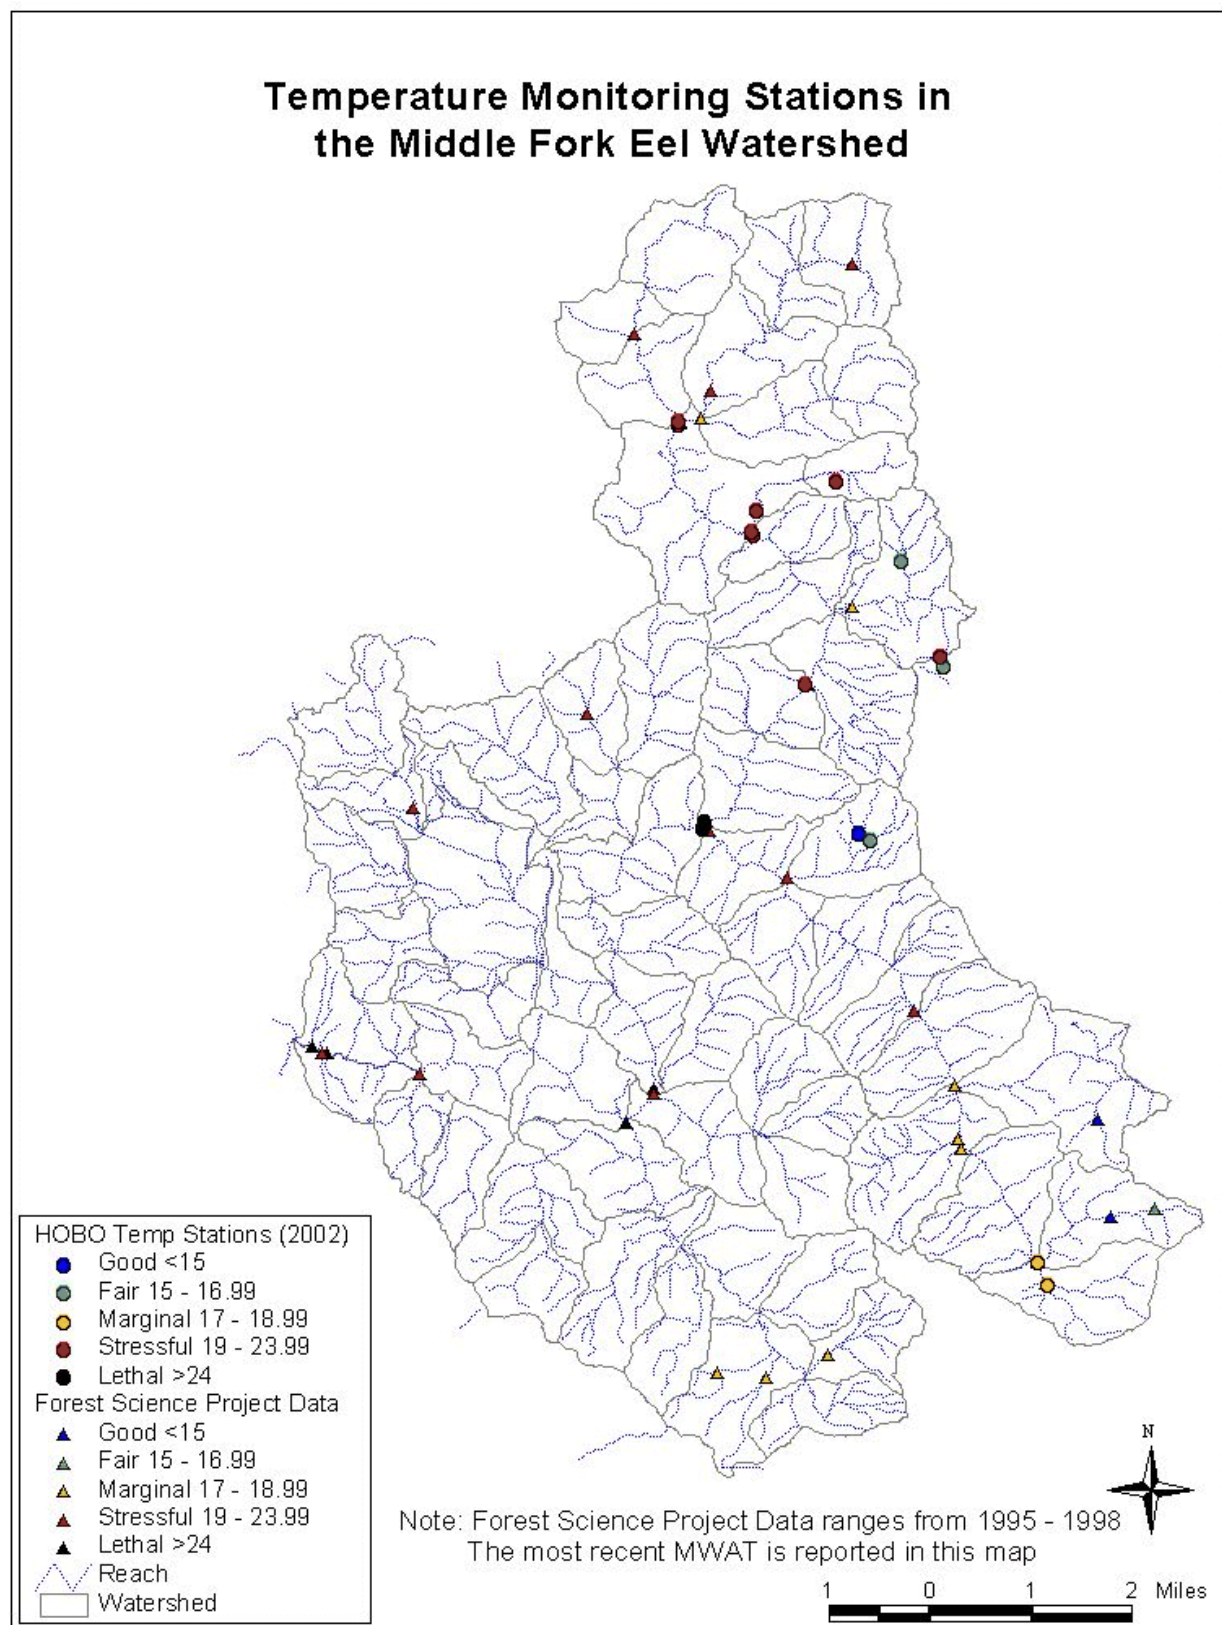 Temperature Monitoring Stations in
the Middle Fork Eel Watershed
HOBO Temp Stations (2002)
Good <15
Fair 15 - 16.99
Marginal 17 - 18.99
Stressful 19 - 23.99
Lethal >24
Forest Science Project Data
Good <15
Fair 15 - 16.99
Marginal 17 - 18.99
Stressful 19 - 23.99
Lethal >24
Reach
Watershed
N
Note: Forest Science Project Data ranges from 1995 - 1998
The most recent MWAT is reported in this map
1 0 1 2 Miles